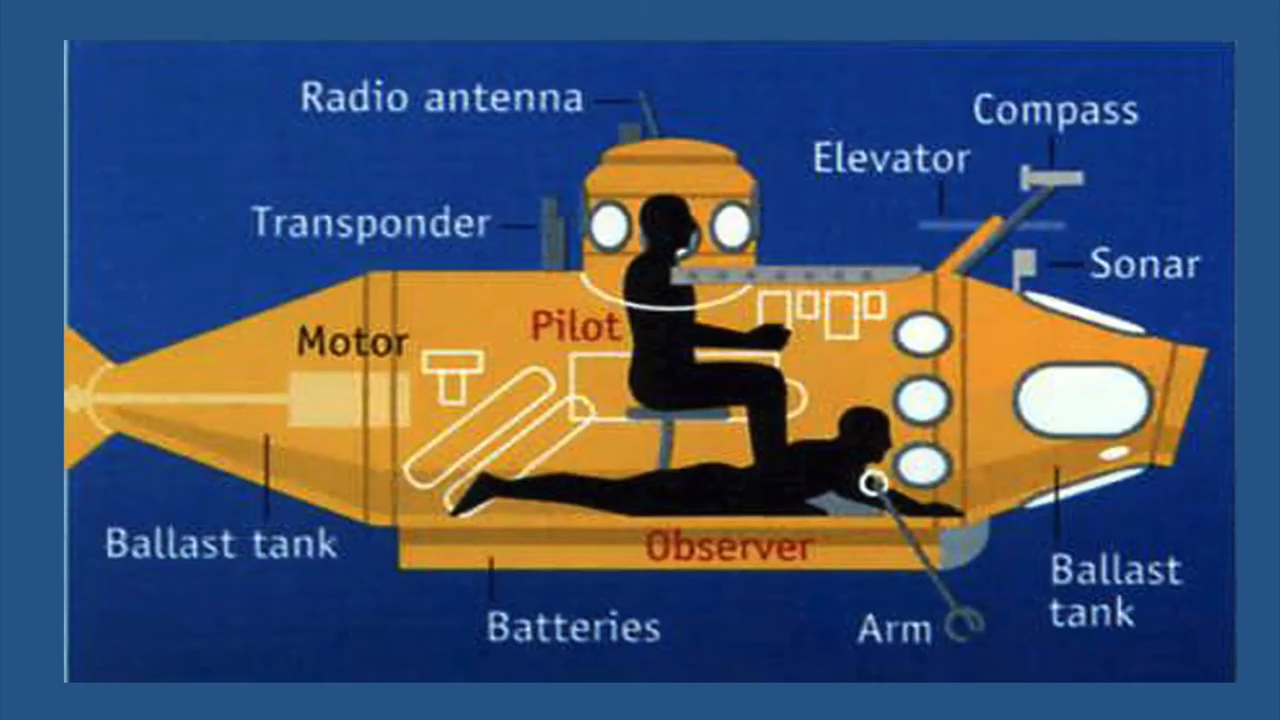 Radio antenna
Compass
Elevator
Transponder
Sonar
Pilot
Motor
Ballast tank
Observer
Ballast
tank
Batteries
Arm